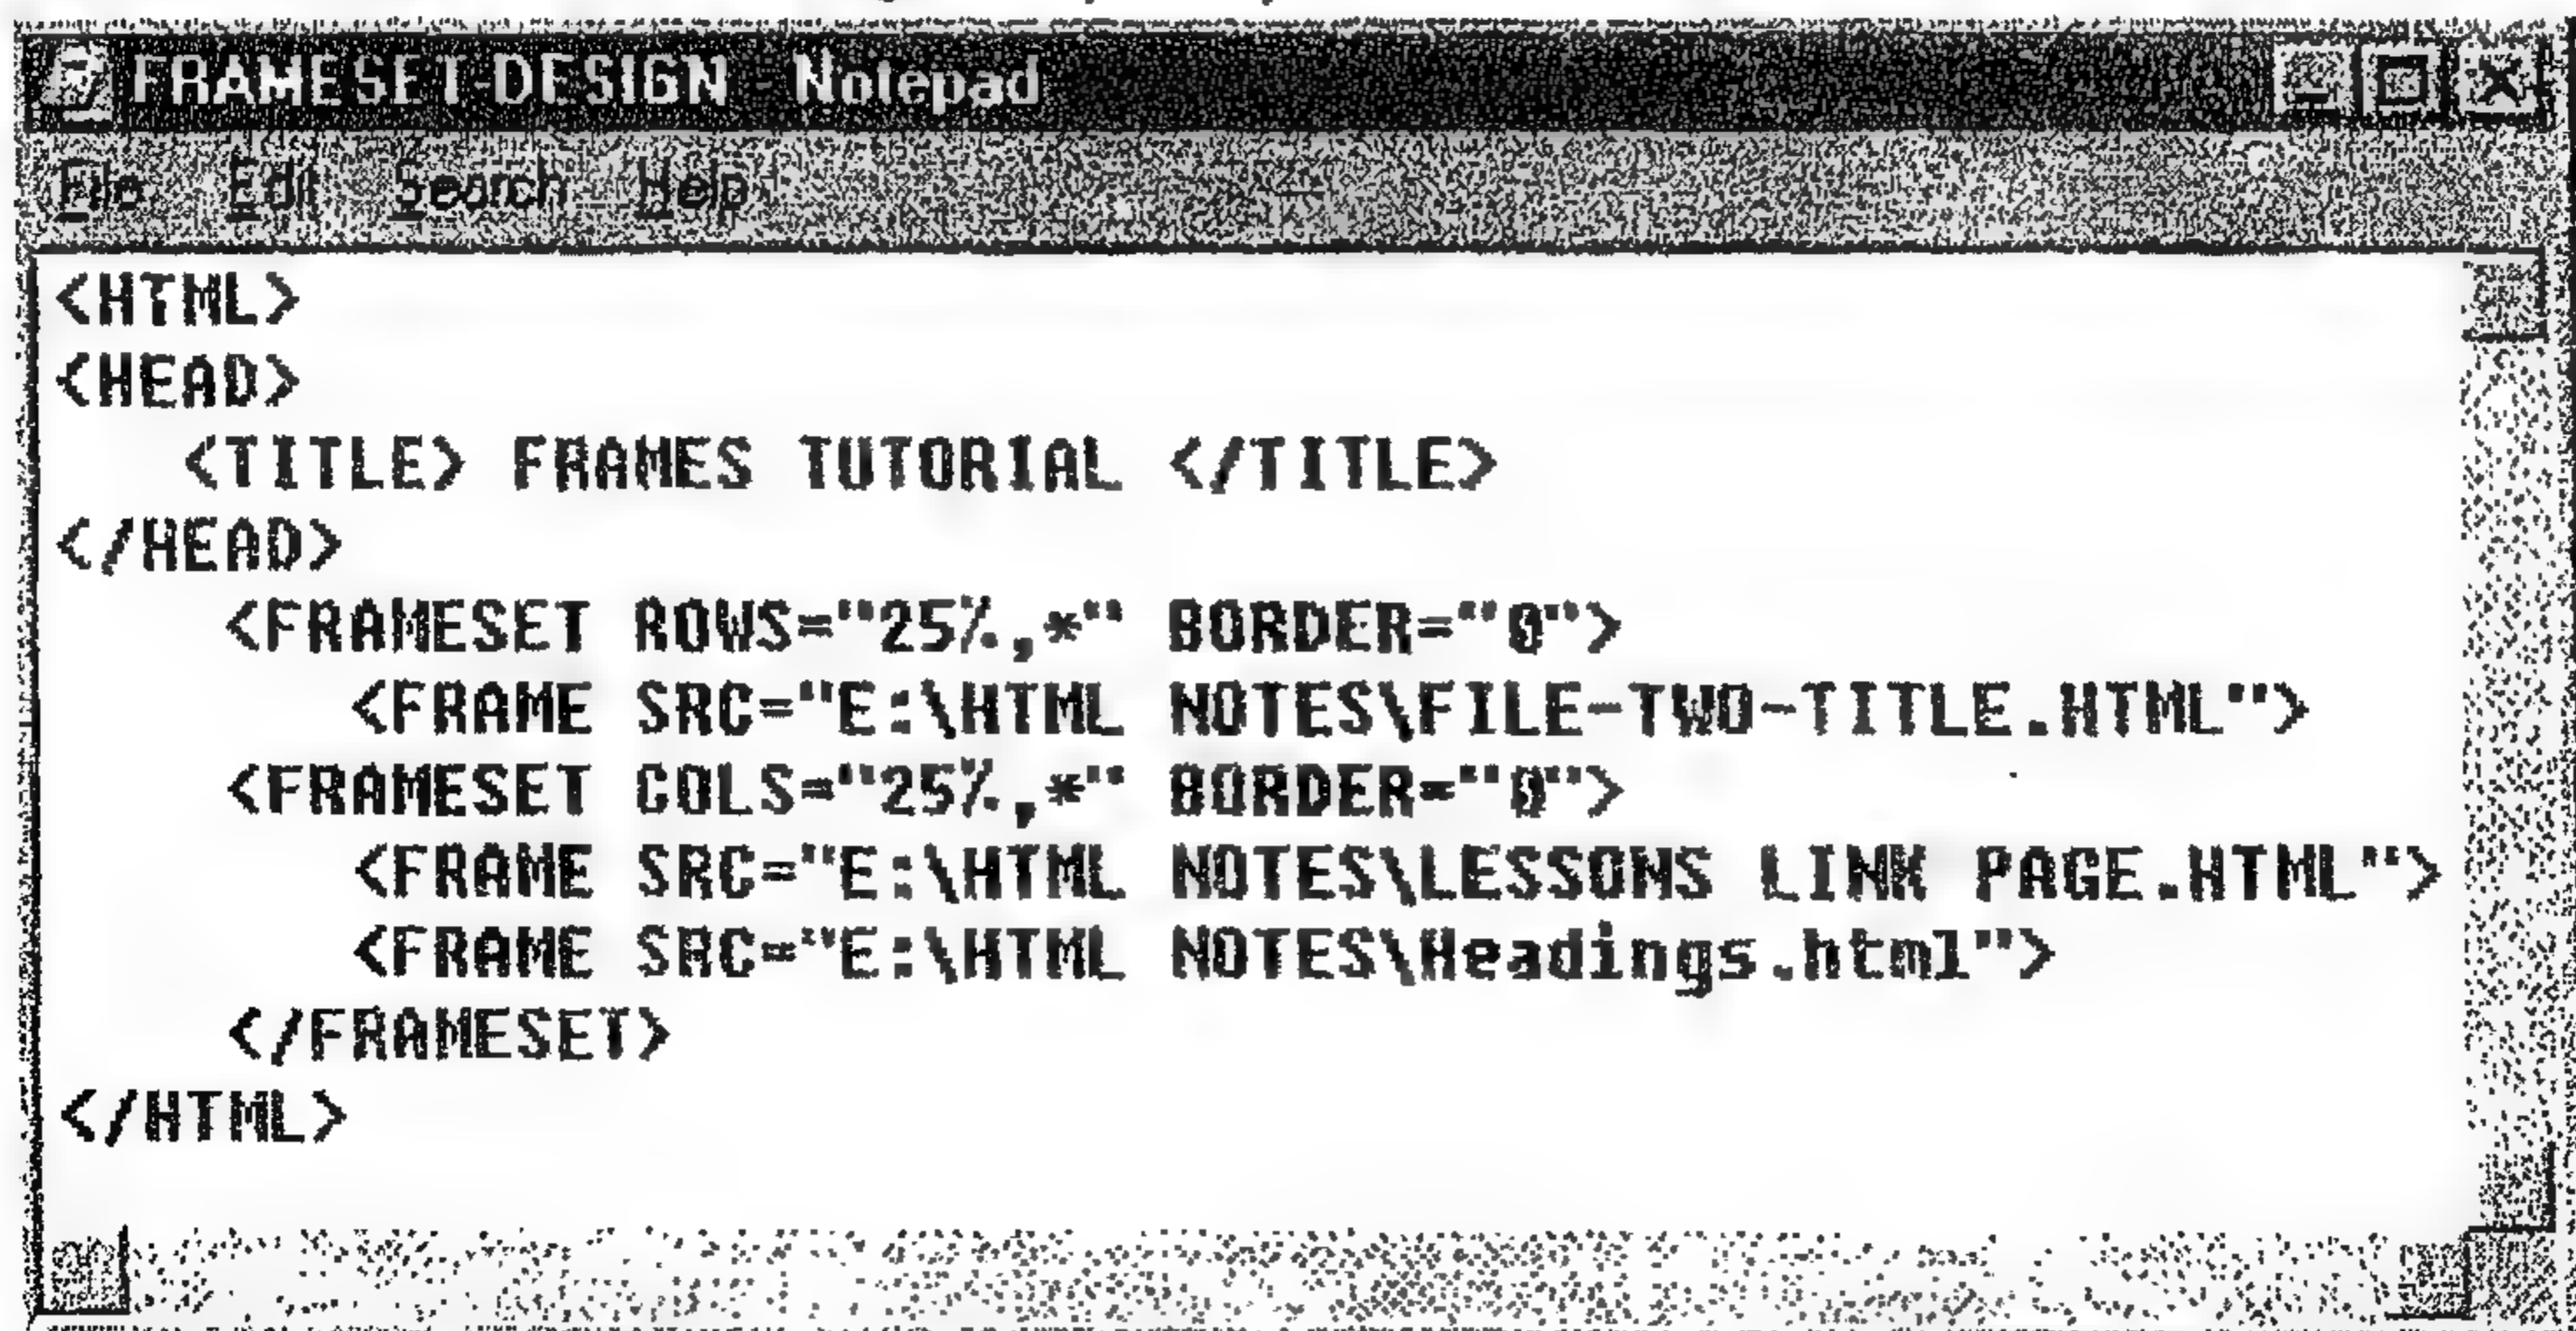 FRAMESET-DESIGN - Notepad
File Edit Search Help
<HTML>
<HEAD>
<TITLE> FRAMES TUTORIAL </TITLE>
</HEAD>
<FRAMESET ROWS="25%,*" BORDER="0">
<FRAME SRC="E:\HTML NOTES\FILE-TWO-TITLE.HTML">
<FRAMESET COLS="25%,*" BORDER="0">
<FRAME SRC="E:\HTML NOTES\LESSONS LINK PAGE.HTML">
<FRAME SRC="E:\HTML NOTES\Headings.html">
</FRAMESET>
</HTML>